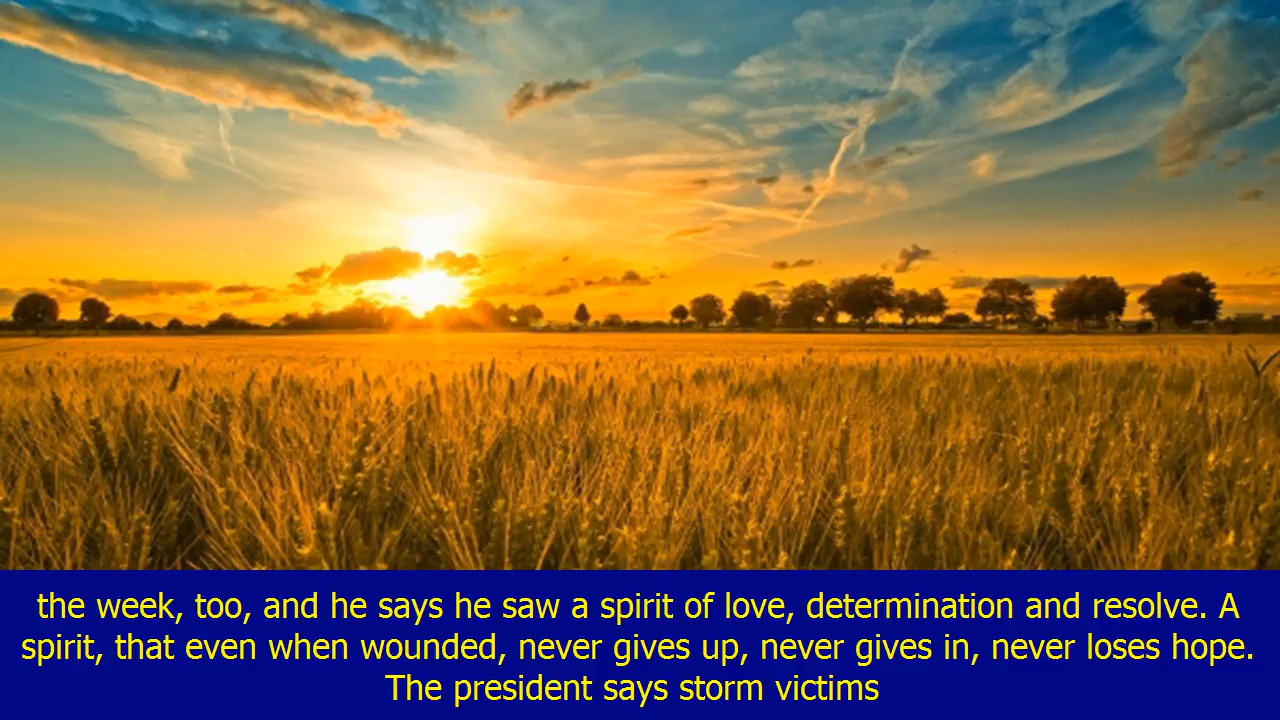 the week, too, and he says he saw a spirit of love, determination and resolve. A
spirit, that even when wounded, never gives up, never gives in, never loses hope.
The president says storm victims